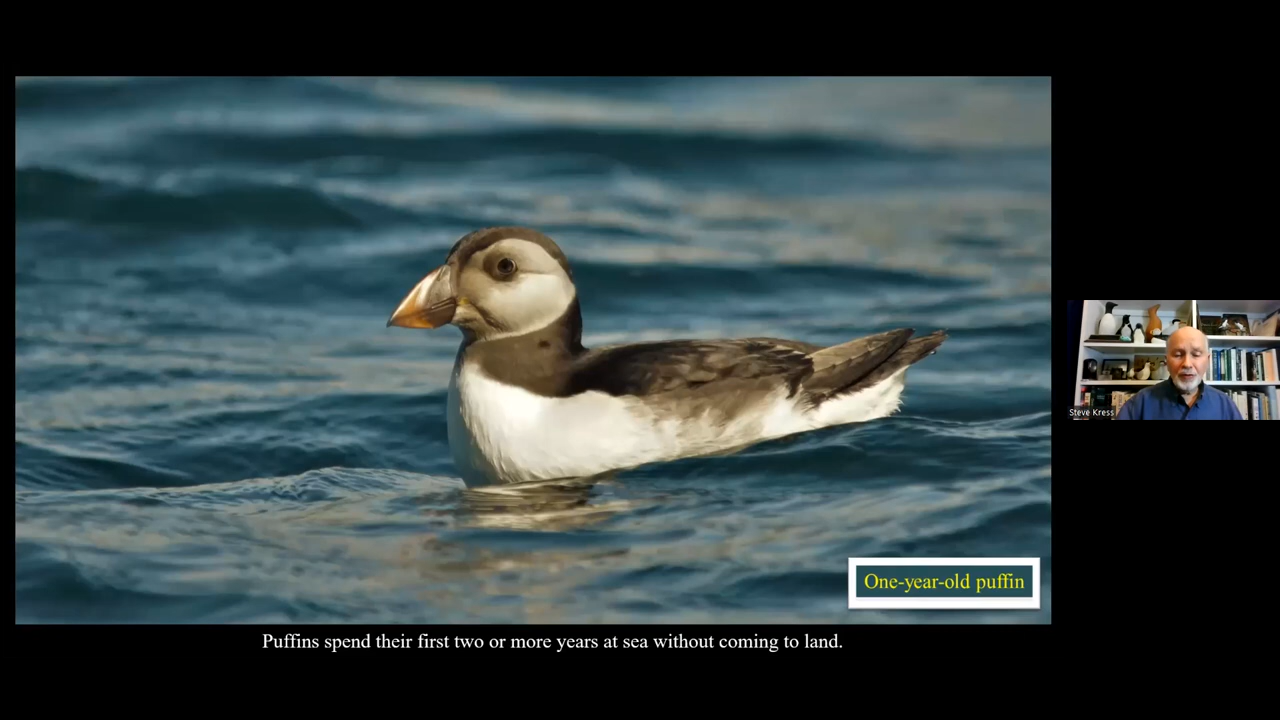 One-year-old puffin
Steve Kress
Puffins spend their first two or more years at sea without coming to land.